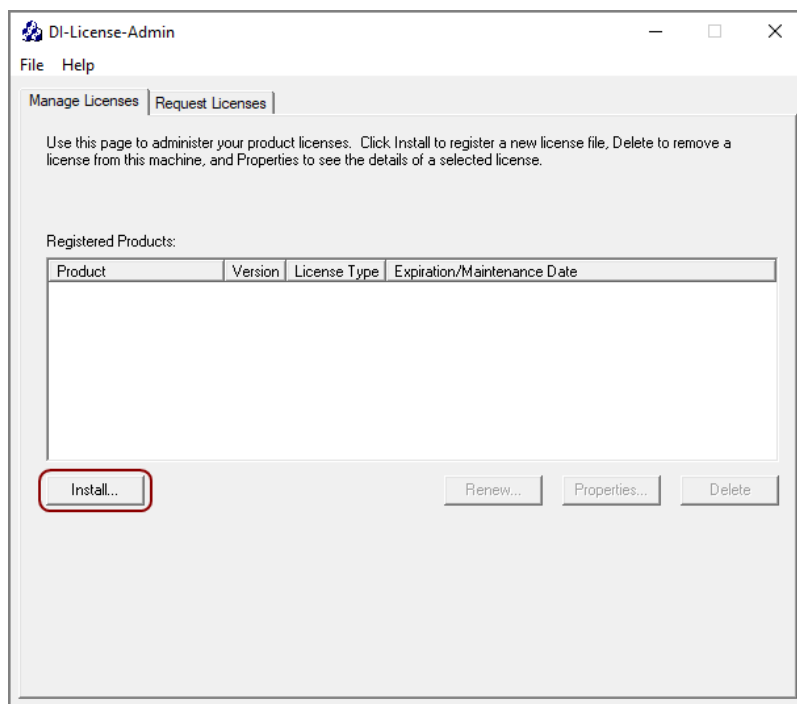 DI-License-Admin
File Help
Manage Licenses Request Licenses
Use this page to administer your product licenses. Click Install to register a new license file, Delete to remove a
license from this machine, and Properties to see the details of a selected license.
Registered Products:
Product Version License Type Expiration/Maintenance Date
Install... Renew... Properties... Delete